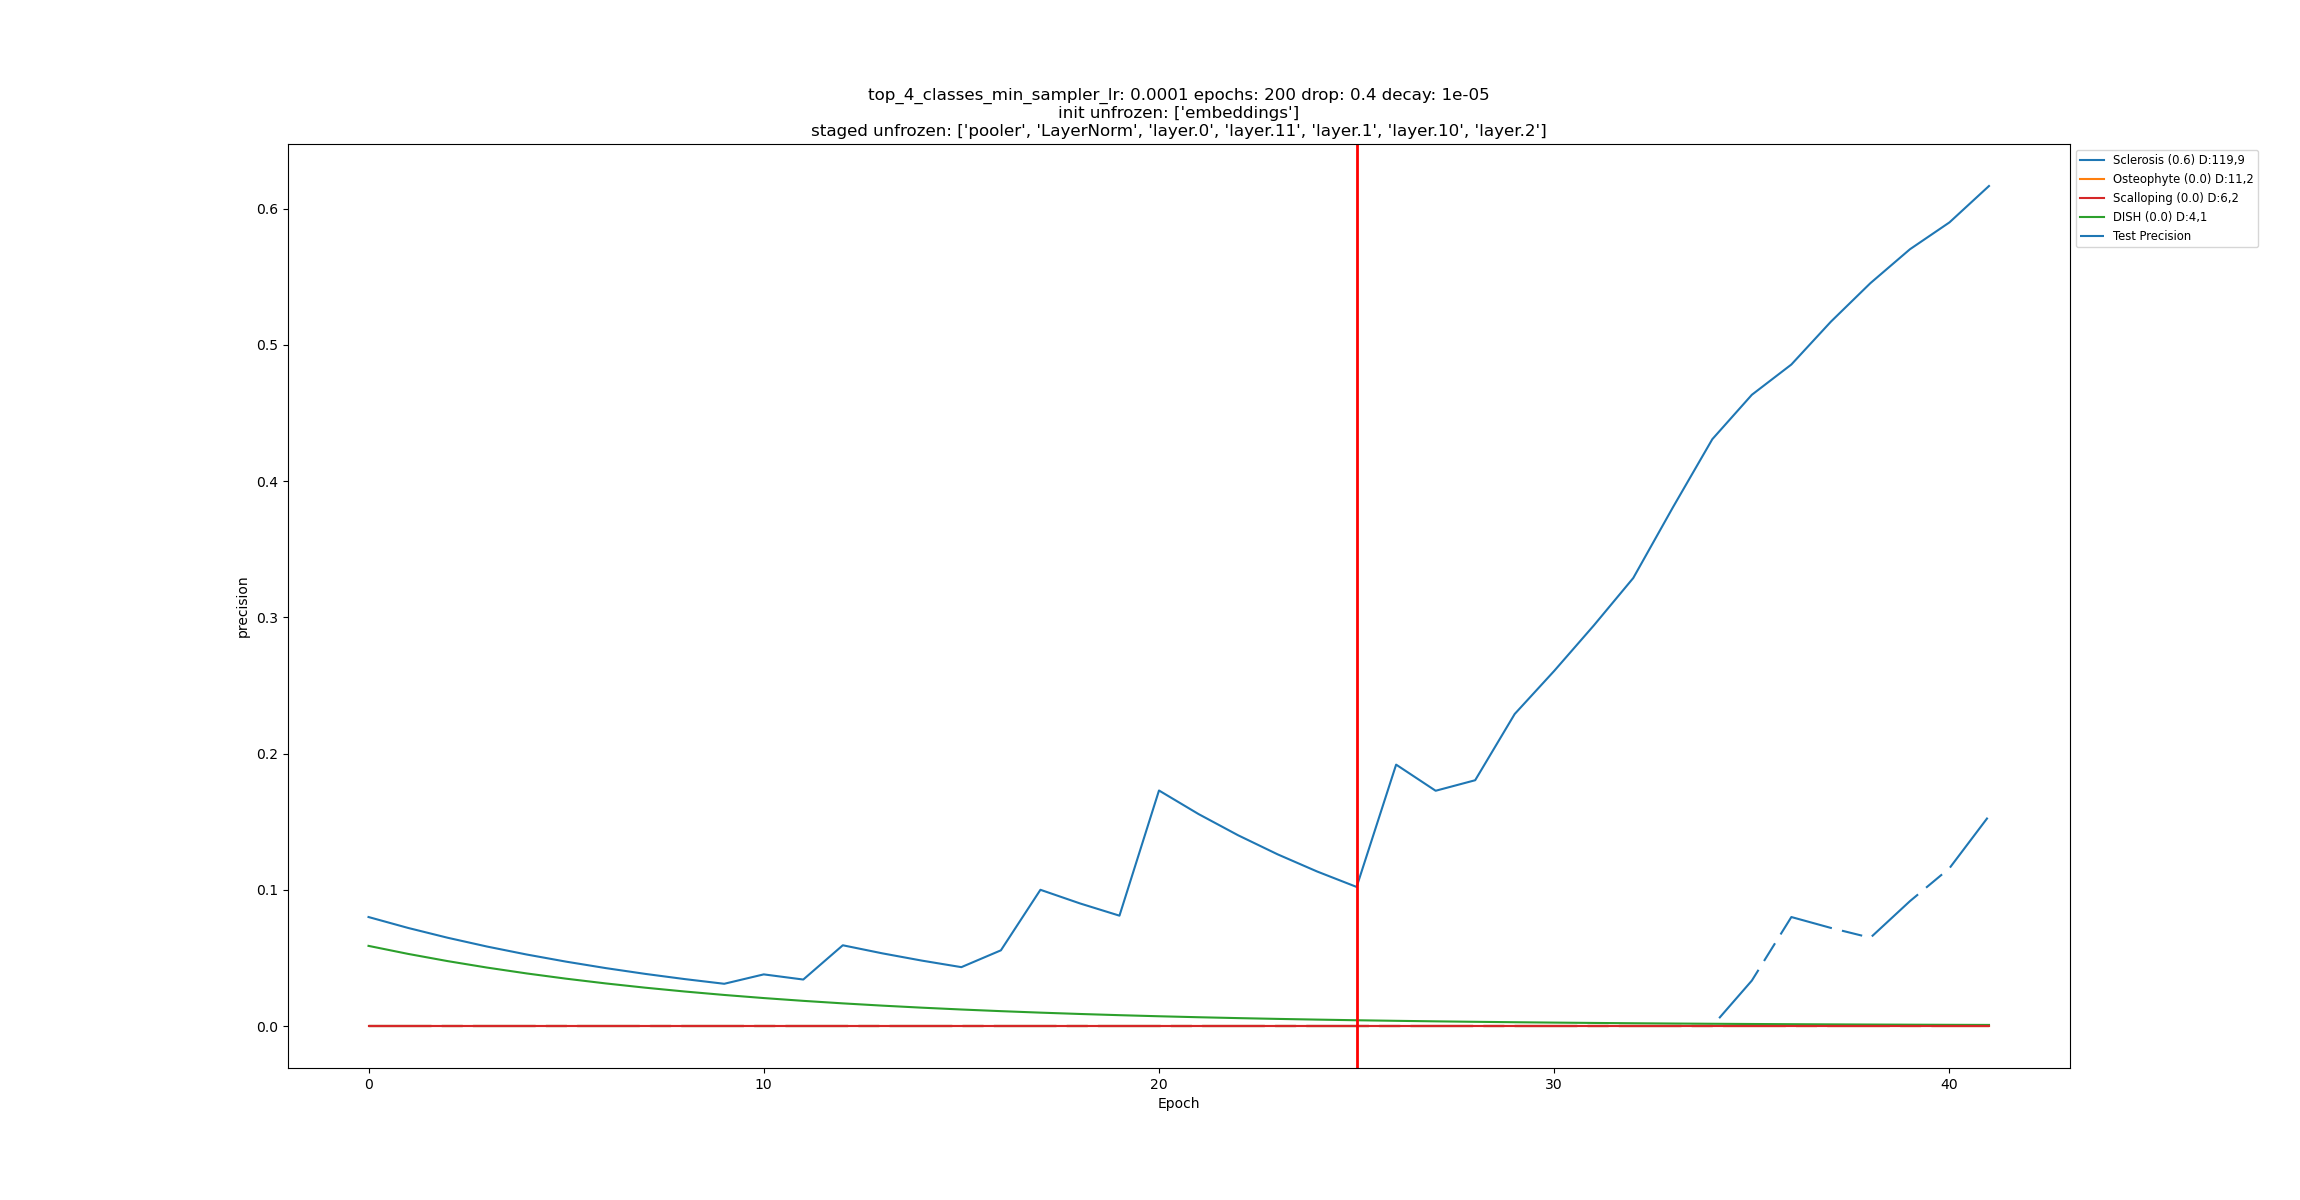 top_4_classes_min_sampler_lr: 0.0001 epochs: 200 drop: 0.4 decay: 1e-05
init unfrozen: ['embeddings']
staged unfrozen: ['pooler', 'LayerNorm', 'layer.0', 'layer.11', 'layer.1', 'layer.10', 'layer.2']
Sclerosis (0.6) D:119,9
Osteophyte (0.0) D:11,2
Scalloping (0.0) D:6,2
DISH (0.0) D:4,1
Test Precision
0.6
0.5
0.4
0.3
0.2
0.1
0.0
precision
0
10
20
30
40
Epoch